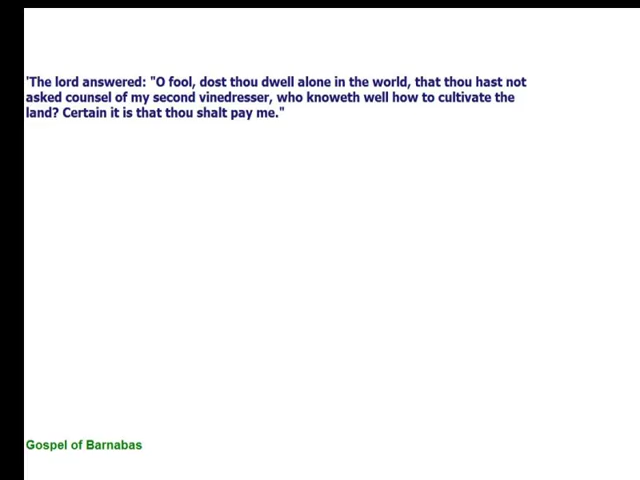 'The lord answered: "O fool, dost thou dwell alone in the world, that thou hast not
asked counsel of my second vinedresser, who knoweth well how to cultivate the
land? Certain it is that thou shalt pay me."
Gospel of Barnabas